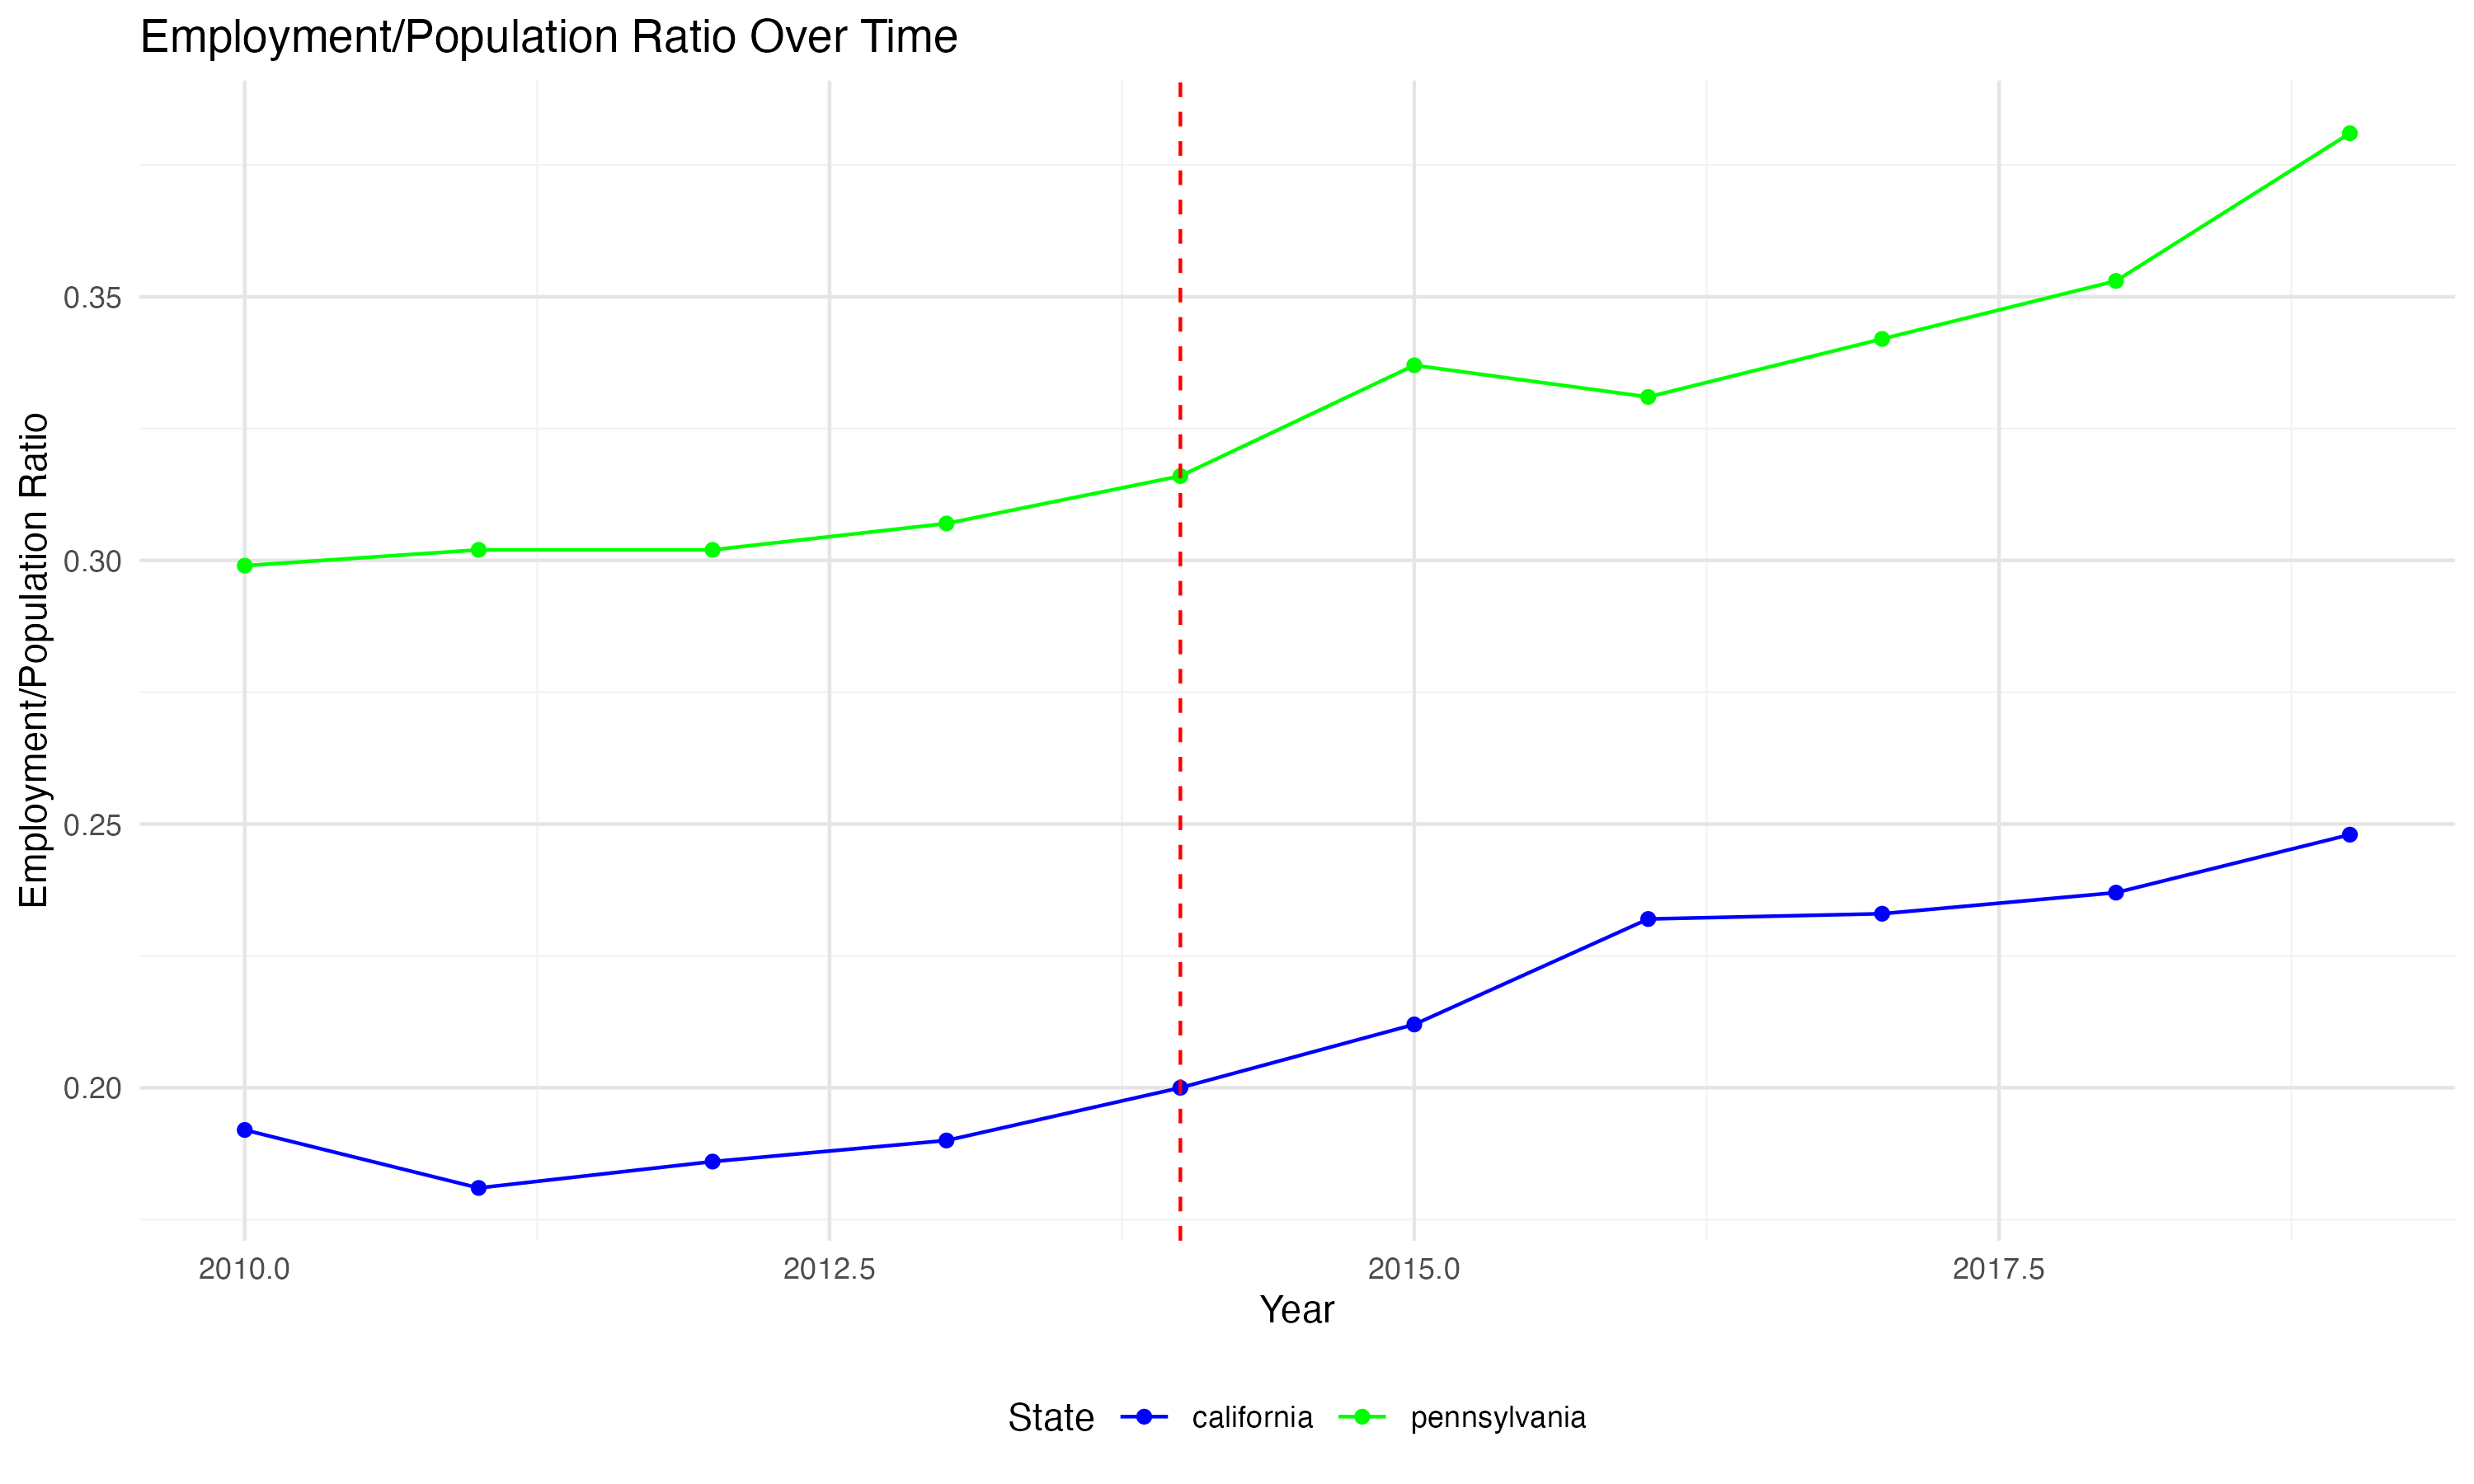 Employment/Population Ratio Over Time
Employment/Population Ratio
0.35
0.30
0.25
0.20
2010.0 2012.5 2015.0 2017.5
Year
State california pennsylvania